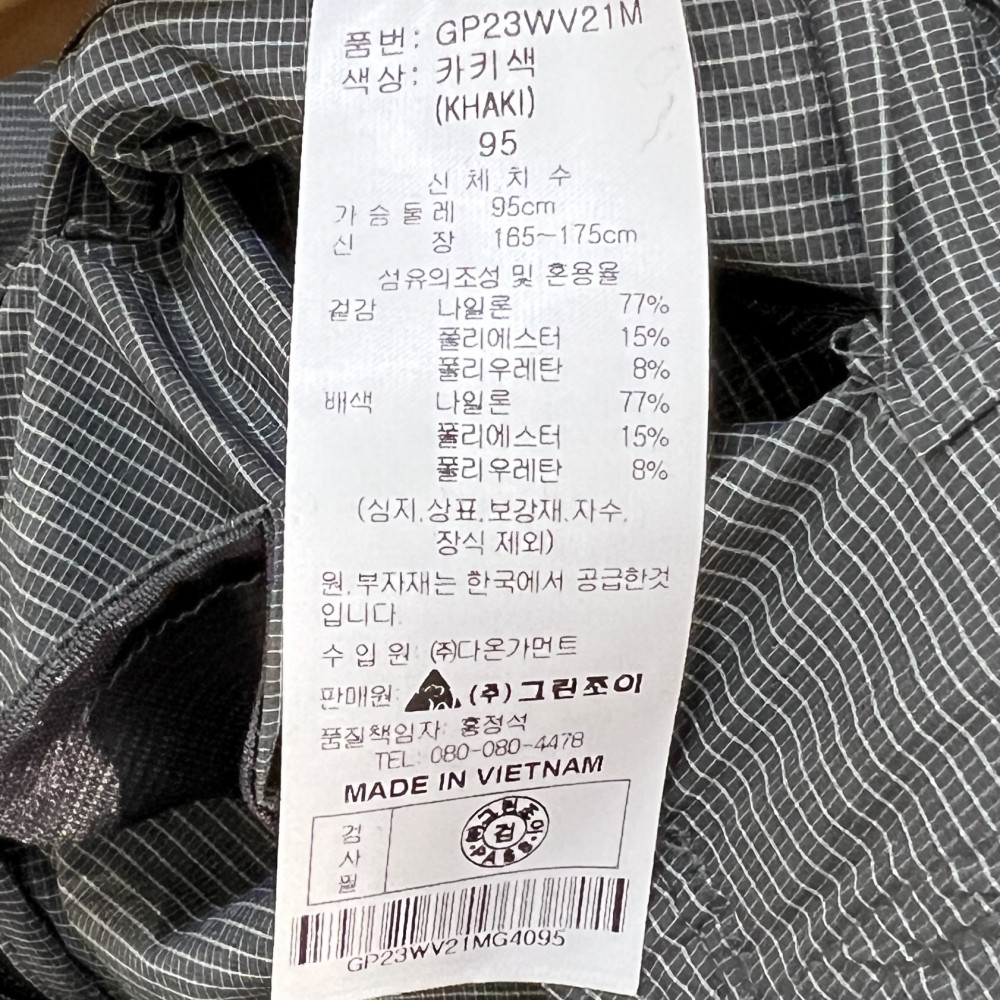 품번: GP23WV21M
색상: 카키색
(KHAKI)
95
신 체 치 수
가 슴 둘 레 95cm
신 장 165~175cm
섬유의조성 및 혼용율
겉감 나일론 77%
폴리에스터 15%
폴리우레탄 8%
배색 나일론 77%
폴리에스터 15%
폴리우레탄 8%
(심지,상표,보강재,자수,
장식 제외)
원,부자재는 한국에서 공급한것
입니다.
수 입 원: (주)다온가먼트
판매원: (주)그린조이
품질책임자: 홍정석
TEL: 080-080-4478
MADE IN VIETNAM
검사필
그린조이
검
PASS
GP23WV21MG4095